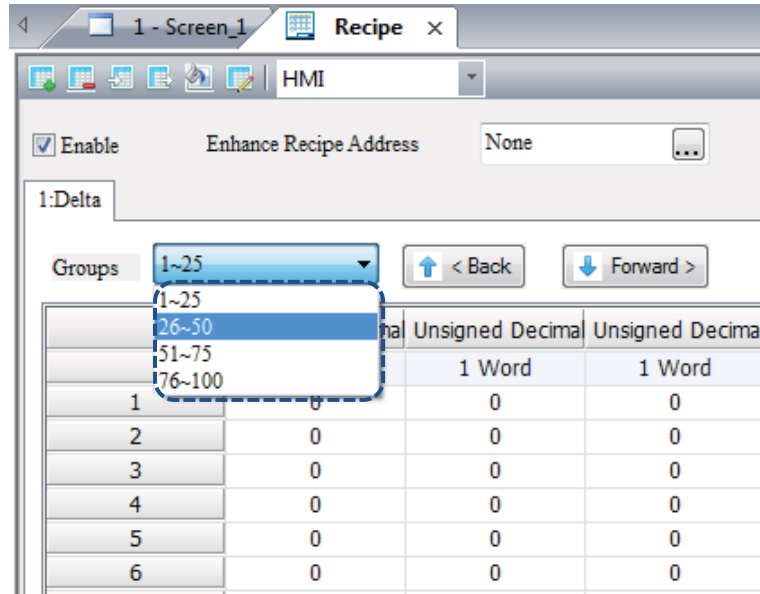 1 - Screen_1 Recipe
HMI
Enable Enhance Recipe Address None ...
1:Delta
Groups 1~25 < Back Forward >
1~25
26~50 Unsigned Decimal Unsigned Decima
51~75 1 Word 1 Word
76~100
1 0 0 0
2 0 0 0
3 0 0 0
4 0 0 0
5 0 0 0
6 0 0 0